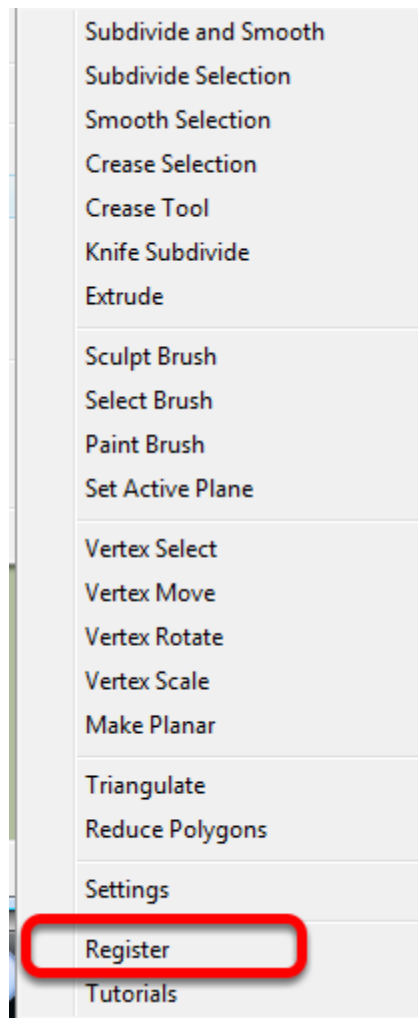 Subdivide and Smooth
Subdivide Selection
Smooth Selection
Crease Selection
Crease Tool
Knife Subdivide
Extrude
Sculpt Brush
Select Brush
Paint Brush
Set Active Plane
Vertex Select
Vertex Move
Vertex Rotate
Vertex Scale
Make Planar
Triangulate
Reduce Polygons
Settings
Register
Tutorials